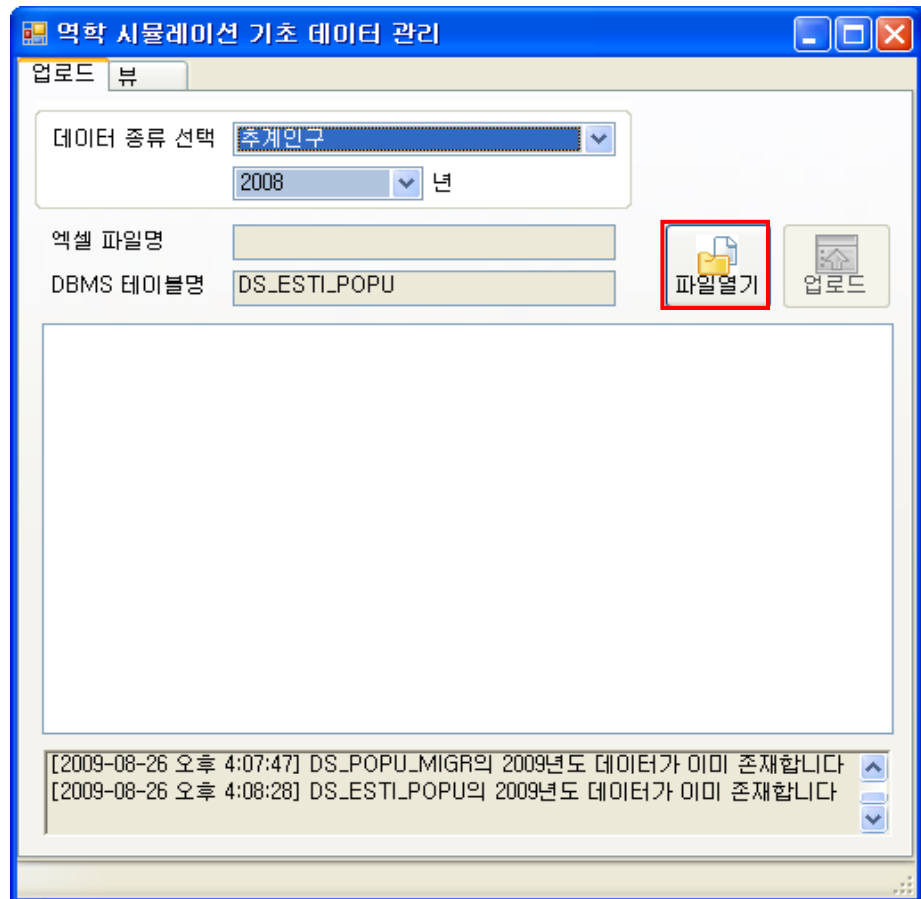 역학 시뮬레이션 기초 데이터 관리
업로드 뷰
데이터 종류 선택 추계인구
2008 년
엑셀 파일명
DBMS 테이블명 DS_ESTI_POPU
파일열기 업로드
[2009-08-26 오후 4:07:47] DS_POPU_MIGR의 2009년도 데이터가 이미 존재합니다
[2009-08-26 오후 4:08:28] DS_ESTI_POPU의 2009년도 데이터가 이미 존재합니다